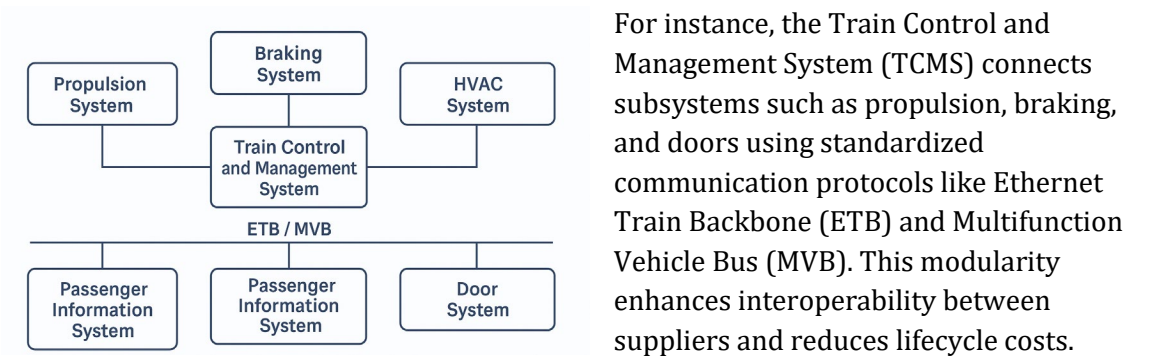 Braking
System
Propulsion
System
HVAC
System
Train Control
and Management
System
ETB / MVB
Passenger
Information
System
Passenger
Information
System
Door
System
For instance, the Train Control and
Management System (TCMS) connects
subsystems such as propulsion, braking,
and doors using standardized
communication protocols like Ethernet
Train Backbone (ETB) and Multifunction
Vehicle Bus (MVB). This modularity
enhances interoperability between
suppliers and reduces lifecycle costs.